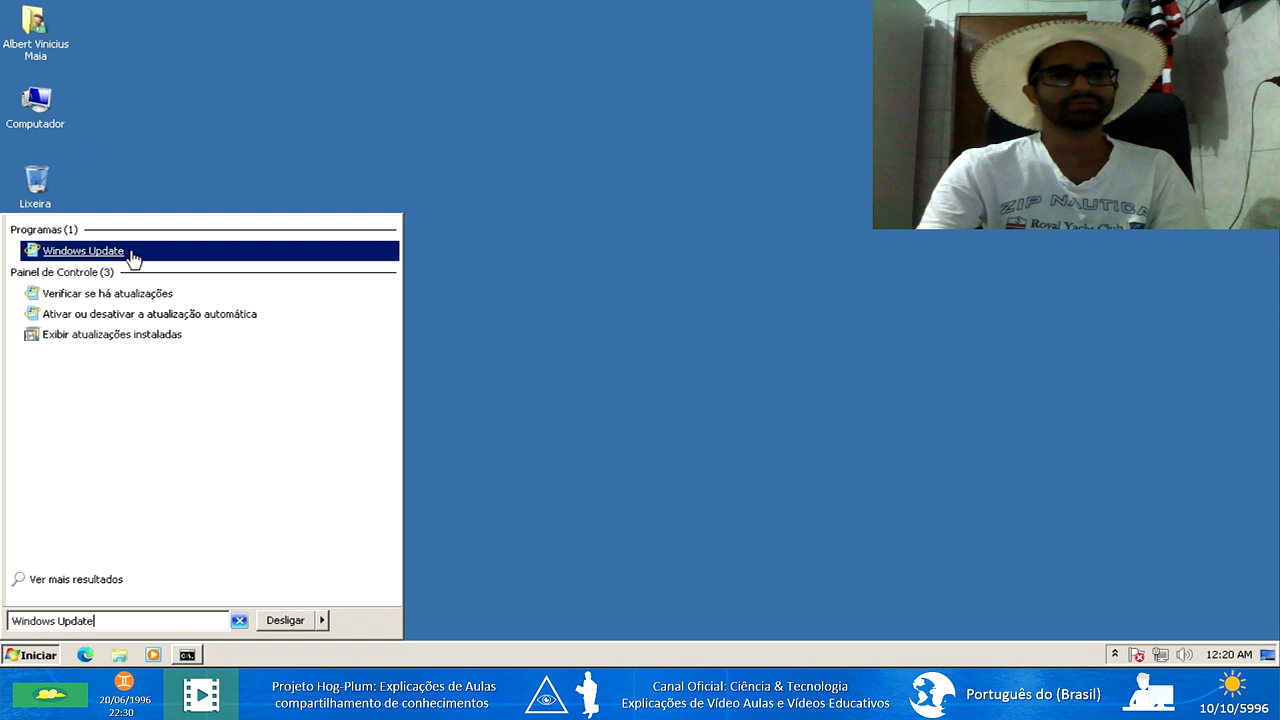 Albert Vinicius
Maia
Computador
Lixeira
Programas (1)
Windows Update
Painel de Controle (3)
Verificar se há atualizações
Ativar ou desativar a atualização automática
Exibir atualizações instaladas
Ver mais resultados
Windows Update
Desligar
Iniciar
12:20 AM
ZIP NAUTICA
Royal Yacht Club
20/06/1996
22:30
Projeto Hog-Plum: Explicações de Aulas
compartilhamento de conhecimentos
Canal Oficial: Ciência & Tecnologia
Explicações de Vídeo Aulas e Vídeos Educativos
Português do (Brasil)
10/10/5996